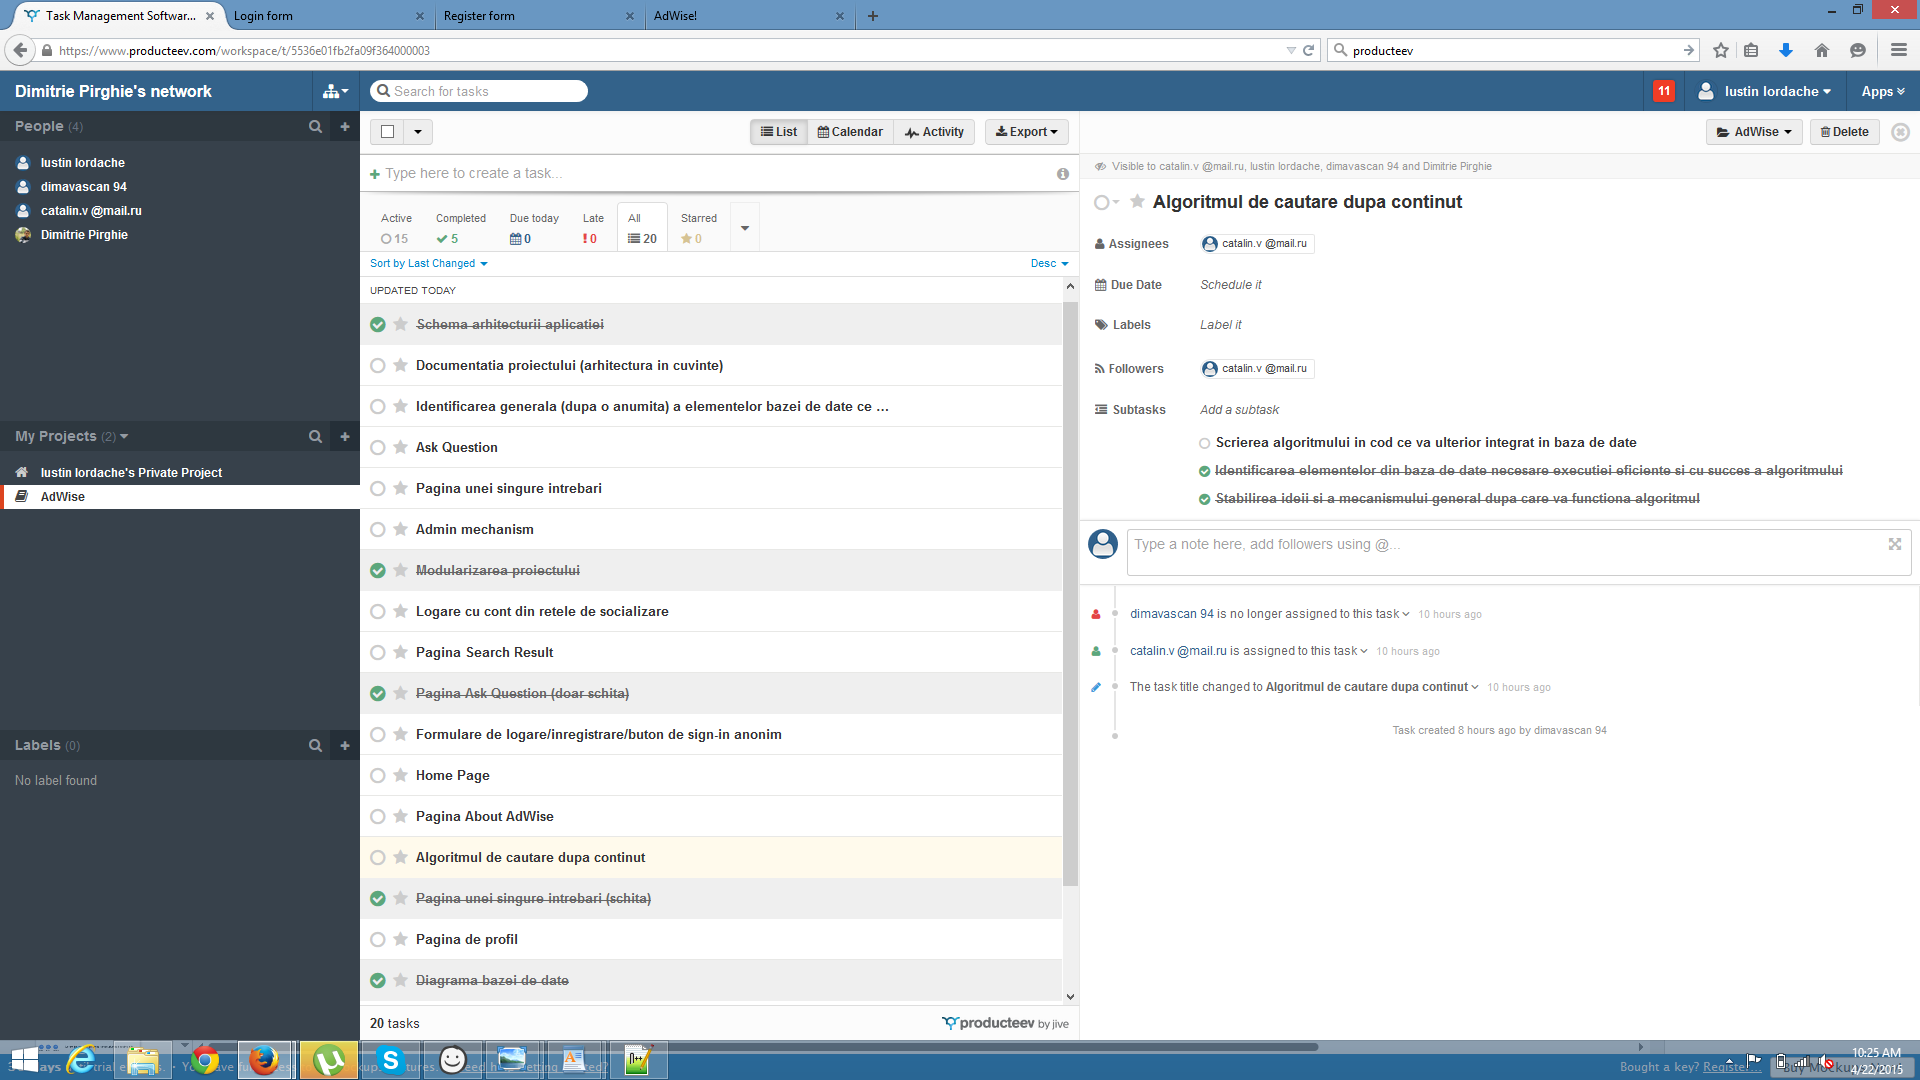 Task Management Softwar...
Login form
Register form
AdWise!
https://www.producteev.com/workspace/t/5536e01fb2fa09f364000003
producteev
Dimitrie Pirghie's network
Search for tasks
11
Iustin Iordache
Apps
People (4)
Iustin Iordache
dimavascan 94
catalin.v @mail.ru
Dimitrie Pirghie
My Projects (2)
Iustin Iordache's Private Project
AdWise
Labels (0)
No label found
List
Calendar
Activity
Export
Type here to create a task...
Active
15
Completed
5
Due today
0
Late
0
All
20
Starred
0
Sort by Last Changed
Desc
UPDATED TODAY
Schema arhitecturii aplicatiei
Documentatia proiectului (arhitectura in cuvinte)
Identificarea generala (dupa o anumita) a elementelor bazei de date ce ...
Ask Question
Pagina unei singure intrebari
Admin mechanism
Modularizarea proiectului
Logare cu cont din retele de socializare
Pagina Search Result
Pagina Ask Question (doar schita)
Formulare de logare/inregistrare/buton de sign-in anonim
Home Page
Pagina About AdWise
Algoritmul de cautare dupa continut
Pagina unei singure intrebari (schita)
Pagina de profil
Diagrama bazei de date
20 tasks
producteev by jive
AdWise
Delete
Visible to catalin.v @mail.ru, Iustin Iordache, dimavascan 94 and Dimitrie Pirghie
Algoritmul de cautare dupa continut
Assignees
catalin.v @mail.ru
Due Date
Schedule it
Labels
Label it
Followers
catalin.v @mail.ru
Subtasks
Add a subtask
Scrierea algoritmului in cod ce va ulterior integrat in baza de date
Identificarea elementelor din baza de date necesare executiei eficiente si cu succes a algoritmului
Stabilirea ideii si a mecanismului general dupa care va functiona algoritmul
Type a note here, add followers using @...
dimavascan 94 is no longer assigned to this task 10 hours ago
catalin.v @mail.ru is assigned to this task 10 hours ago
The task title changed to Algoritmul de cautare dupa continut 10 hours ago
Task created 8 hours ago by dimavascan 94
Bought a key? Register...
10:25 AM
4/22/2015